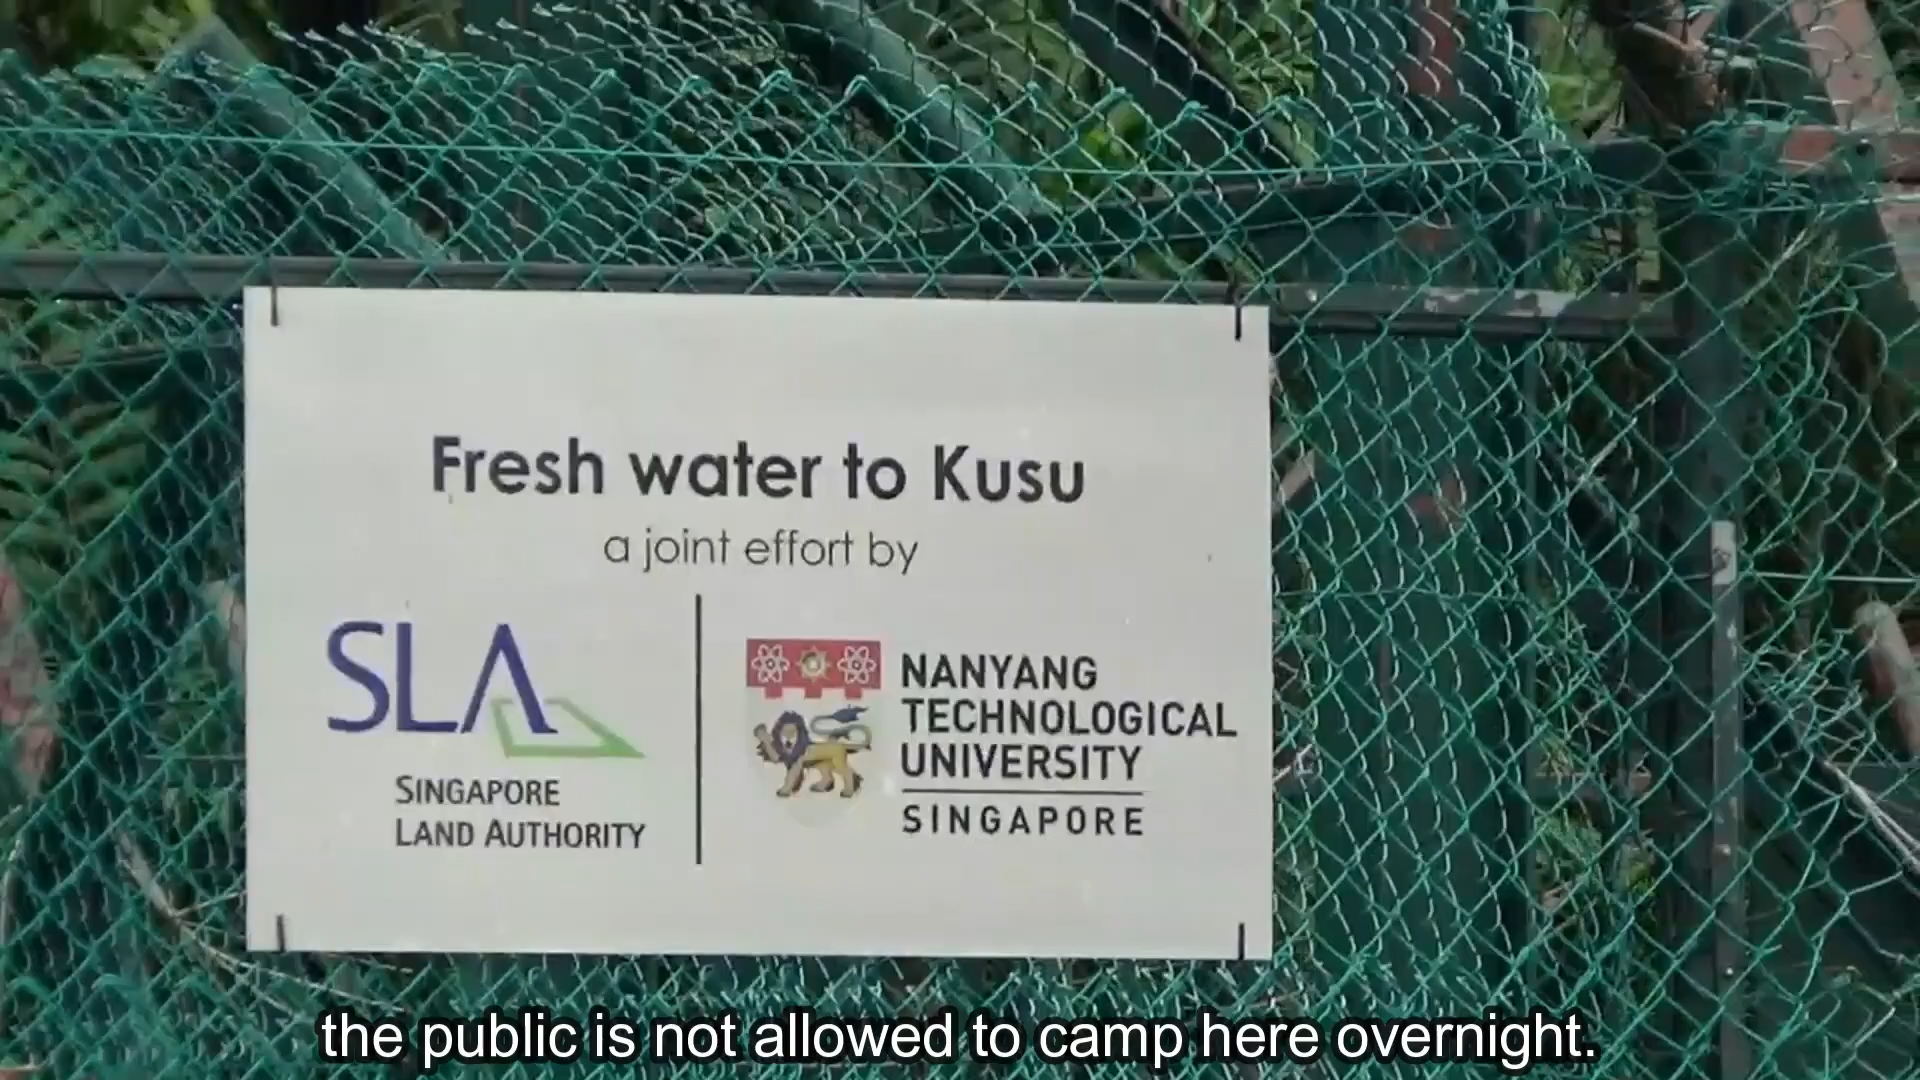 Fresh water to Kusu
a joint effort by
SLA
SINGAPORE
LAND AUTHORITY
NANYANG
TECHNOLOGICAL
UNIVERSITY
SINGAPORE
the public is not allowed to camp here overnight.